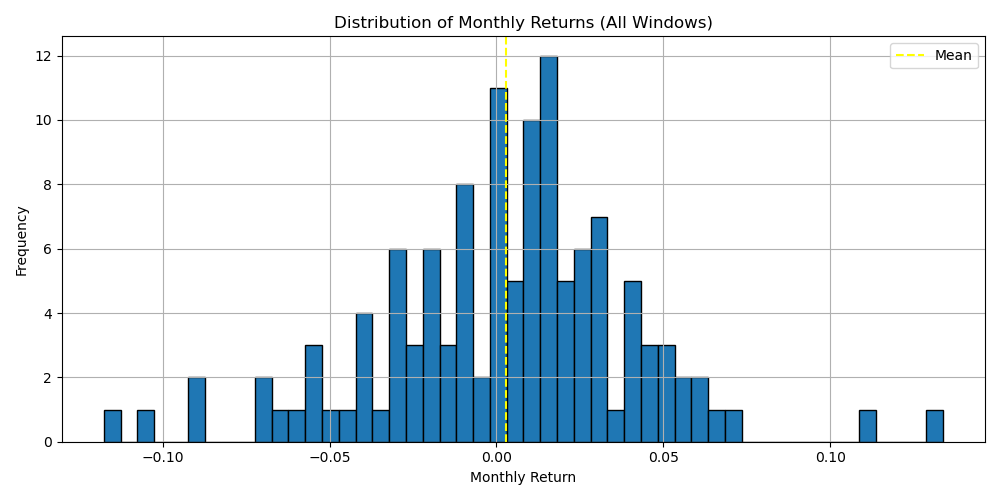 Distribution of Monthly Returns (All Windows)
Mean
12
10
8
6
4
2
0
Frequency
−0.10 −0.05 0.00 0.05 0.10
Monthly Return